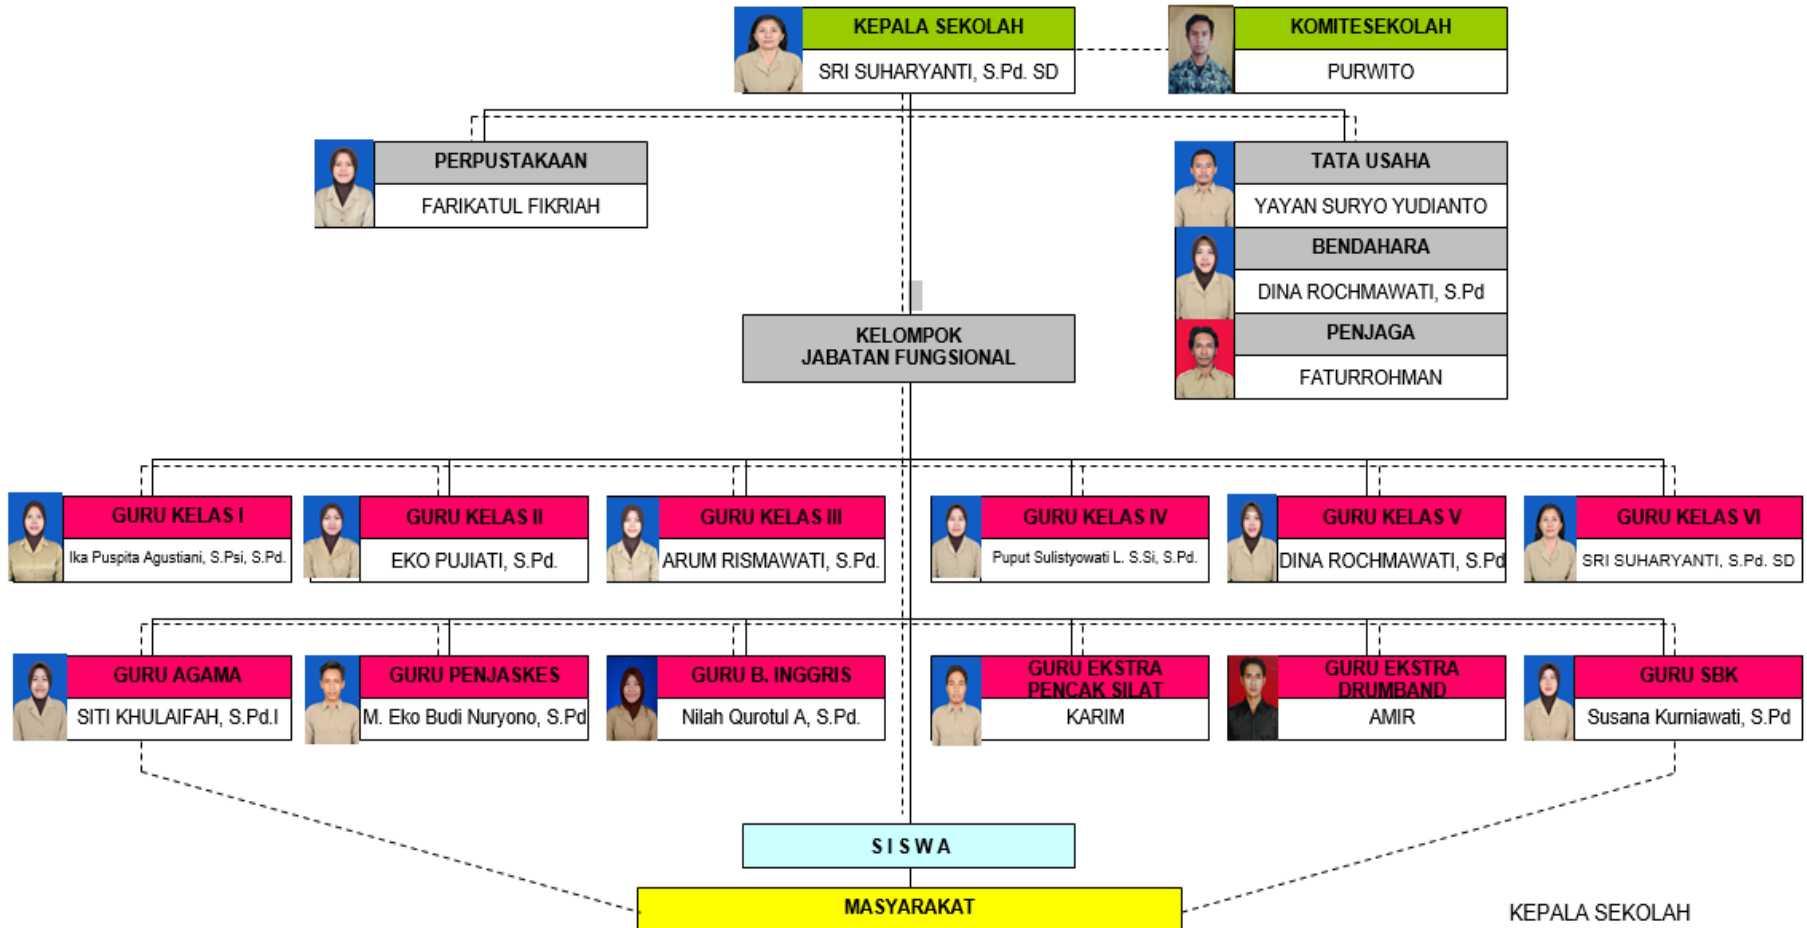 KEPALA SEKOLAH
SRI SUHARYANTI, S.Pd. SD
KOMITESEKOLAH
PURWITO
PERPUSTAKAAN
FARIKATUL FIKRIAH
TATA USAHA
YAYAN SURYO YUDIANTO
BENDAHARA
DINA ROCHMAWATI, S.Pd
PENJAGA
FATURROHMAN
KELOMPOK
JABATAN FUNGSIONAL
GURU KELAS I
Ika Puspita Agustiani, S.Psi, S.Pd.
GURU KELAS II
EKO PUJIATI, S.Pd.
GURU KELAS III
ARUM RISMAWATI, S.Pd.
GURU KELAS IV
Puput Sulistyowati L. S.Si, S.Pd.
GURU KELAS V
DINA ROCHMAWATI, S.Pd
GURU KELAS VI
SRI SUHARYANTI, S.Pd. SD
GURU AGAMA
SITI KHULAIFAH, S.Pd.I
GURU PENJASKES
M. Eko Budi Nuryono, S.Pd
GURU B. INGGRIS
Nilah Qurotul A, S.Pd.
GURU EKSTRA
PENCAK SILAT
KARIM
GURU EKSTRA
DRUMBAND
AMIR
GURU SBK
Susana Kurniawati, S.Pd
S I S W A
MASYARAKAT
KEPALA SEKOLAH